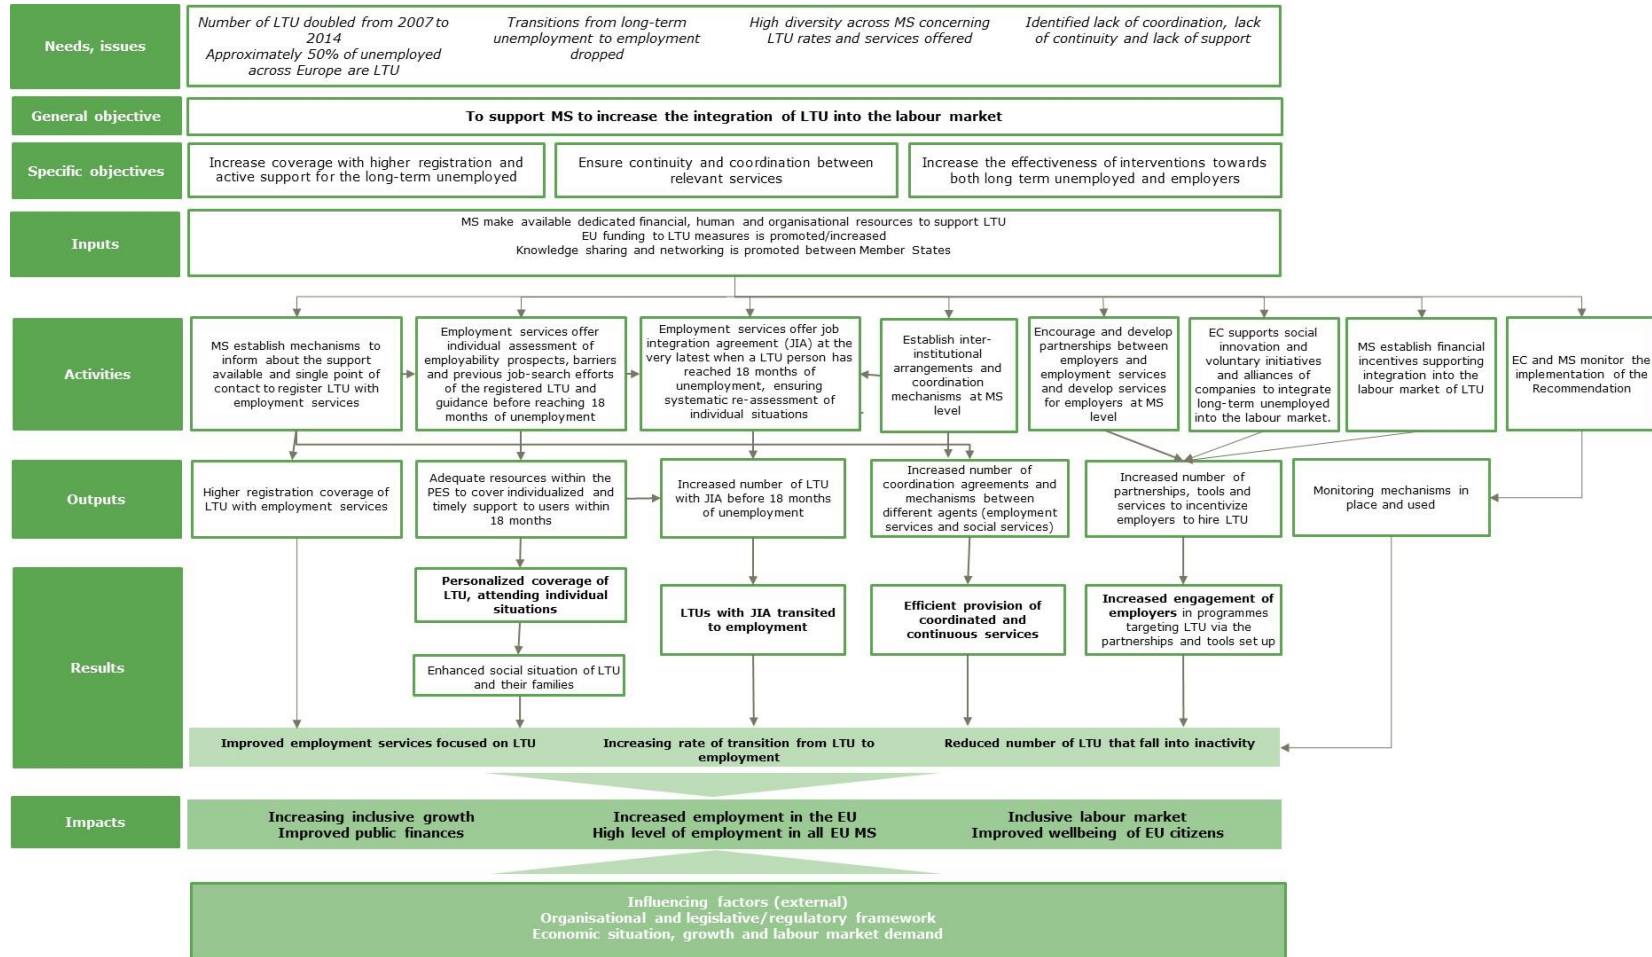 Needs, issues
Number of LTU doubled from 2007 to
2014
Approximately 50% of unemployed
across Europe are LTU
Transitions from long-term
unemployment to employment
dropped
High diversity across MS concerning
LTU rates and services offered
Identified lack of coordination, lack
of continuity and lack of support
General objective
To support MS to increase the integration of LTU into the labour market
Specific objectives
Increase coverage with higher registration and
active support for the long-term unemployed
Ensure continuity and coordination between
relevant services
Increase the effectiveness of interventions towards
both long term unemployed and employers
Inputs
MS make available dedicated financial, human and organisational resources to support LTU
EU funding to LTU measures is promoted/increased
Knowledge sharing and networking is promoted between Member States
Activities
MS establish mechanisms to
inform about the support
available and single point of
contact to register LTU with
employment services
Employment services offer
individual assessment of
employability prospects, barriers
and previous job-search efforts
of the registered LTU and
guidance before reaching 18
months of unemployment
Employment services offer job
integration agreement (JIA) at the
very latest when a LTU person has
reached 18 months of
unemployment, ensuring
systematic re-assessment of
individual situations
Establish inter-
institutional
arrangements and
coordination
mechanisms at MS
level
Encourage and develop
partnerships between
employers and
employment services
and develop services
for employers at MS
level
EC supports social
innovation and
voluntary initiatives
and alliances of
companies to integrate
long-term unemployed
into the labour market.
MS establish financial
incentives supporting
integration into the
labour market of LTU
EC and MS monitor the
implementation of the
Recommendation
Outputs
Higher registration coverage of
LTU with employment services
Adequate resources within the
PES to cover individualized and
timely support to users within
18 months
Increased number of LTU
with JIA before 18 months
of unemployment
Increased number of
coordination agreements and
mechanisms between
different agents (employment
services and social services)
Increased number of
partnerships, tools and
services to incentivize
employers to hire LTU
Monitoring mechanisms in
place and used
Results
Personalized coverage of
LTU, attending individual
situations
Enhanced social situation of LTU
and their families
LTUs with JIA transited
to employment
Efficient provision of
coordinated and
continuous services
Increased engagement of
employers in programmes
targeting LTU via the
partnerships and tools set up
Improved employment services focused on LTU
Increasing rate of transition from LTU to
employment
Reduced number of LTU that fall into inactivity
Impacts
Increasing inclusive growth
Improved public finances
Increased employment in the EU
High level of employment in all EU MS
Inclusive labour market
Improved wellbeing of EU citizens
Influencing factors (external)
Organisational and legislative/regulatory framework
Economic situation, growth and labour market demand